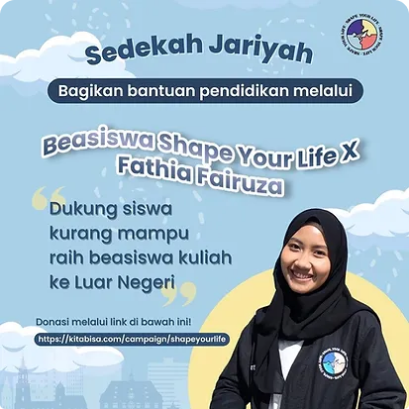 Sedekah Jariyah
Bagikan bantuan pendidikan melalui
Beasiswa Shape Your Life X
Fathia Fairuza
"Dukung siswa
kurang mampu
raih beasiswa kuliah
ke Luar Negeri"
Donasi melalui link di bawah ini!
https://kitabisa.com/campaign/shapeyourlife